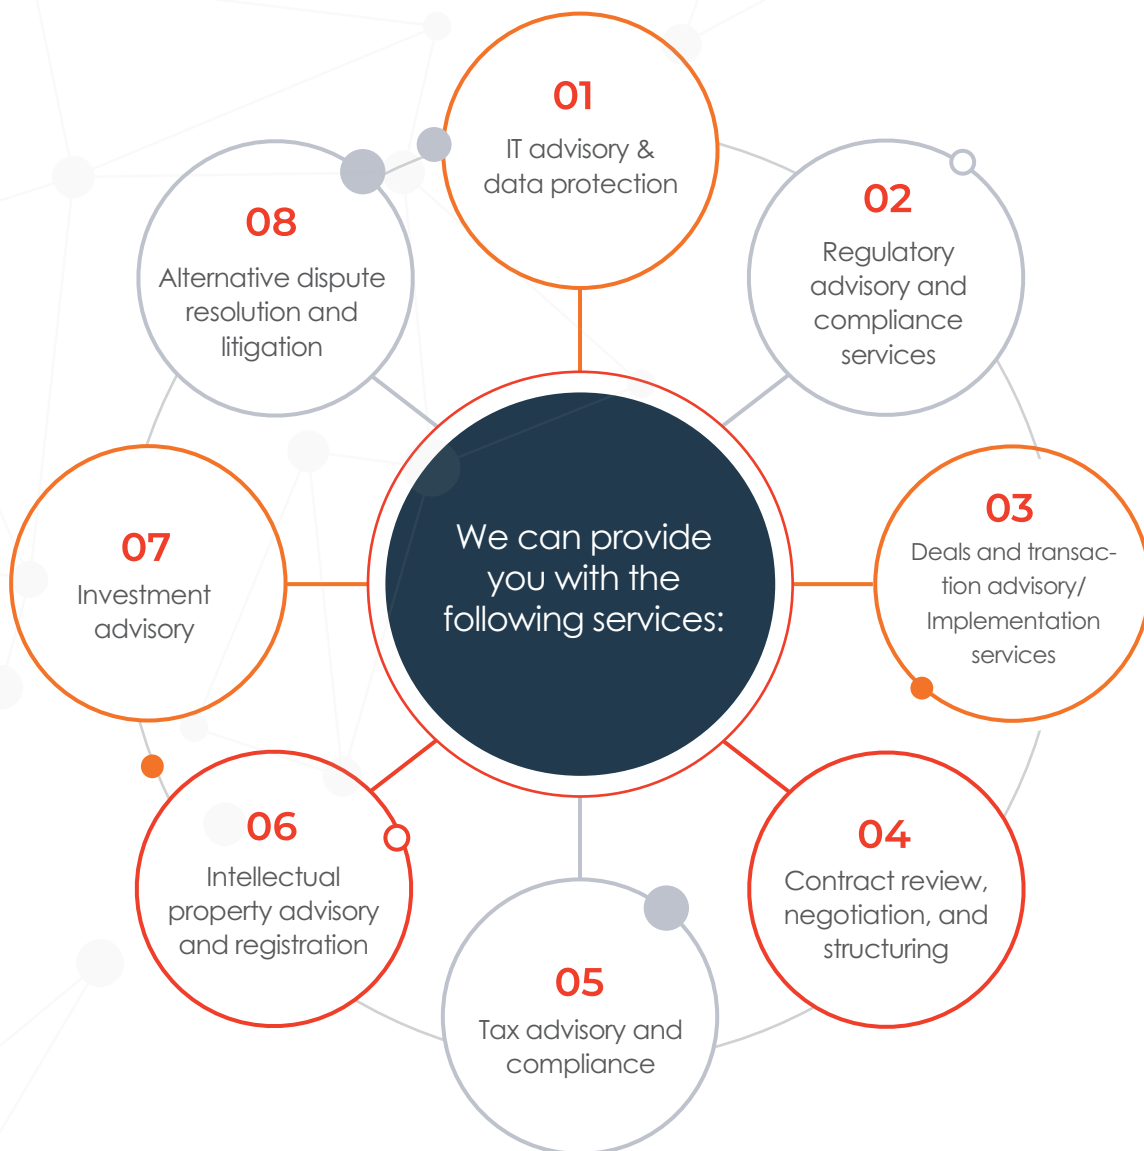 We can provide
you with the
following services:
01
IT advisory &
data protection
02
Regulatory
advisory and
compliance
services
03
Deals and transac-
tion advisory/
Implementation
services
04
Contract review,
negotiation, and
structuring
05
Tax advisory and
compliance
06
Intellectual
property advisory
and registration
07
Investment
advisory
08
Alternative dispute
resolution and
litigation